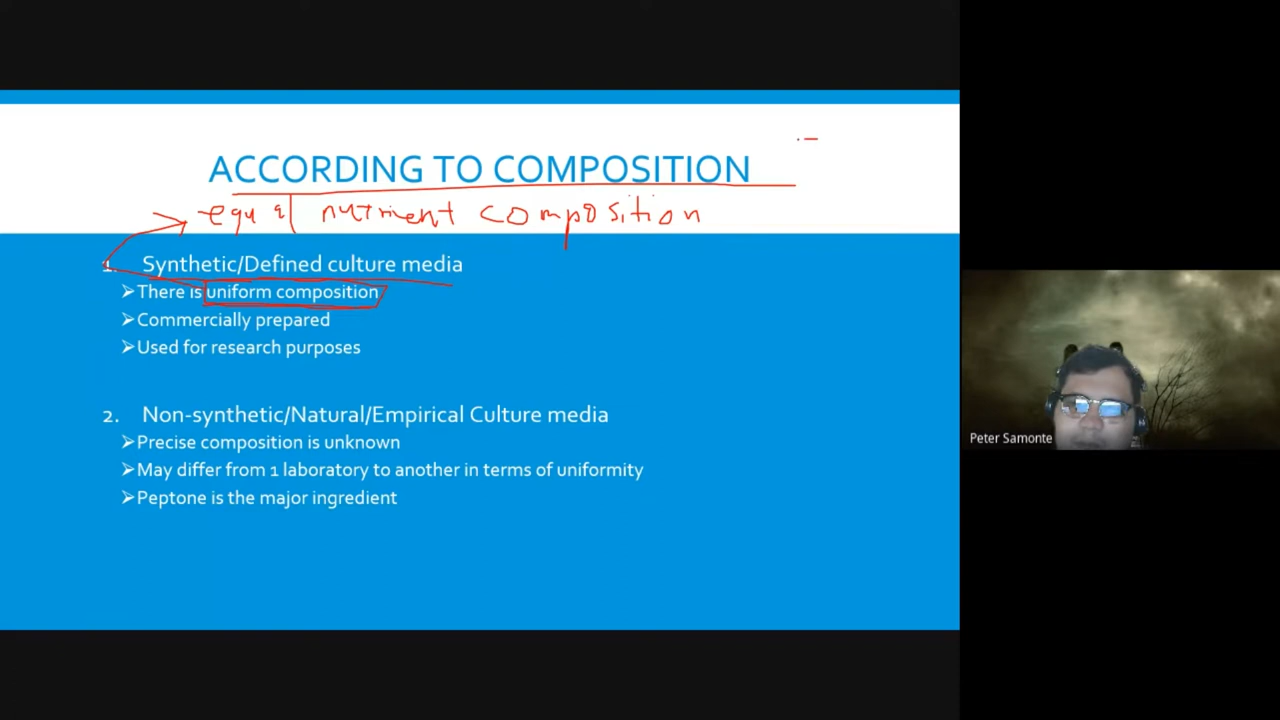 ACCORDING TO COMPOSITION
equal nutrient composition
1. Synthetic/Defined culture media
➢There is uniform composition
➢Commercially prepared
➢Used for research purposes
2. Non-synthetic/Natural/Empirical Culture media
➢Precise composition is unknown
➢May differ from 1 laboratory to another in terms of uniformity
➢Peptone is the major ingredient
Peter Samonte